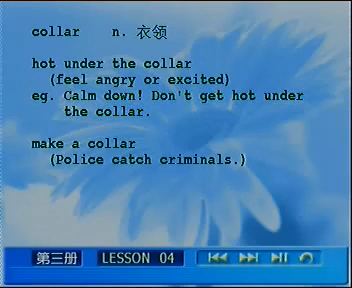 collar n. 衣领
hot under the collar
(feel angry or excited)
eg. Calm down! Don't get hot under
the collar.
make a collar
(Police catch criminals.)
第三册 LESSON 04